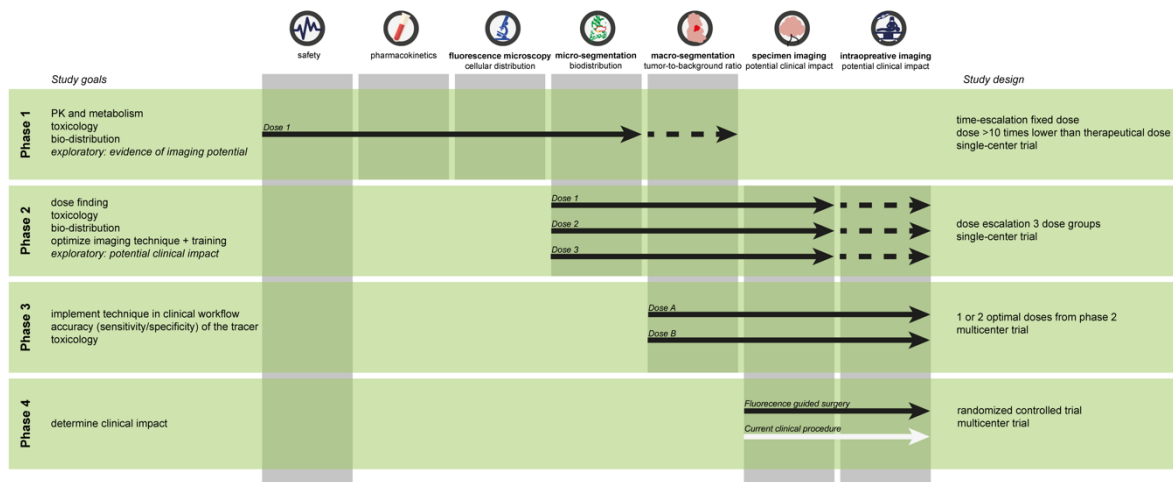 safety
pharmacokinetics
fluorescence microscopy
cellular distribution
micro-segmentation
biodistribution
macro-segmentation
tumor-to-background ratio
specimen imaging
potential clinical impact
intraopreative imaging
potential clinical impact
Study goals
Study design
Phase 1
PK and metabolism
toxicology
bio-distribution
exploratory: evidence of imaging potential
Dose 1
time-escalation fixed dose
dose >10 times lower than therapeutical dose
single-center trial
Phase 2
dose finding
toxicology
bio-distribution
optimize imaging technique + training
exploratory: potential clinical impact
Dose 1
Dose 2
Dose 3
dose escalation 3 dose groups
single-center trial
Phase 3
implement technique in clinical workflow
accuracy (sensitivity/specificity) of the tracer
toxicology
Dose A
Dose B
1 or 2 optimal doses from phase 2
multicenter trial
Phase 4
determine clinical impact
Fluorecence guided surgery
Current clinical procedure
randomized controlled trial
multicenter trial